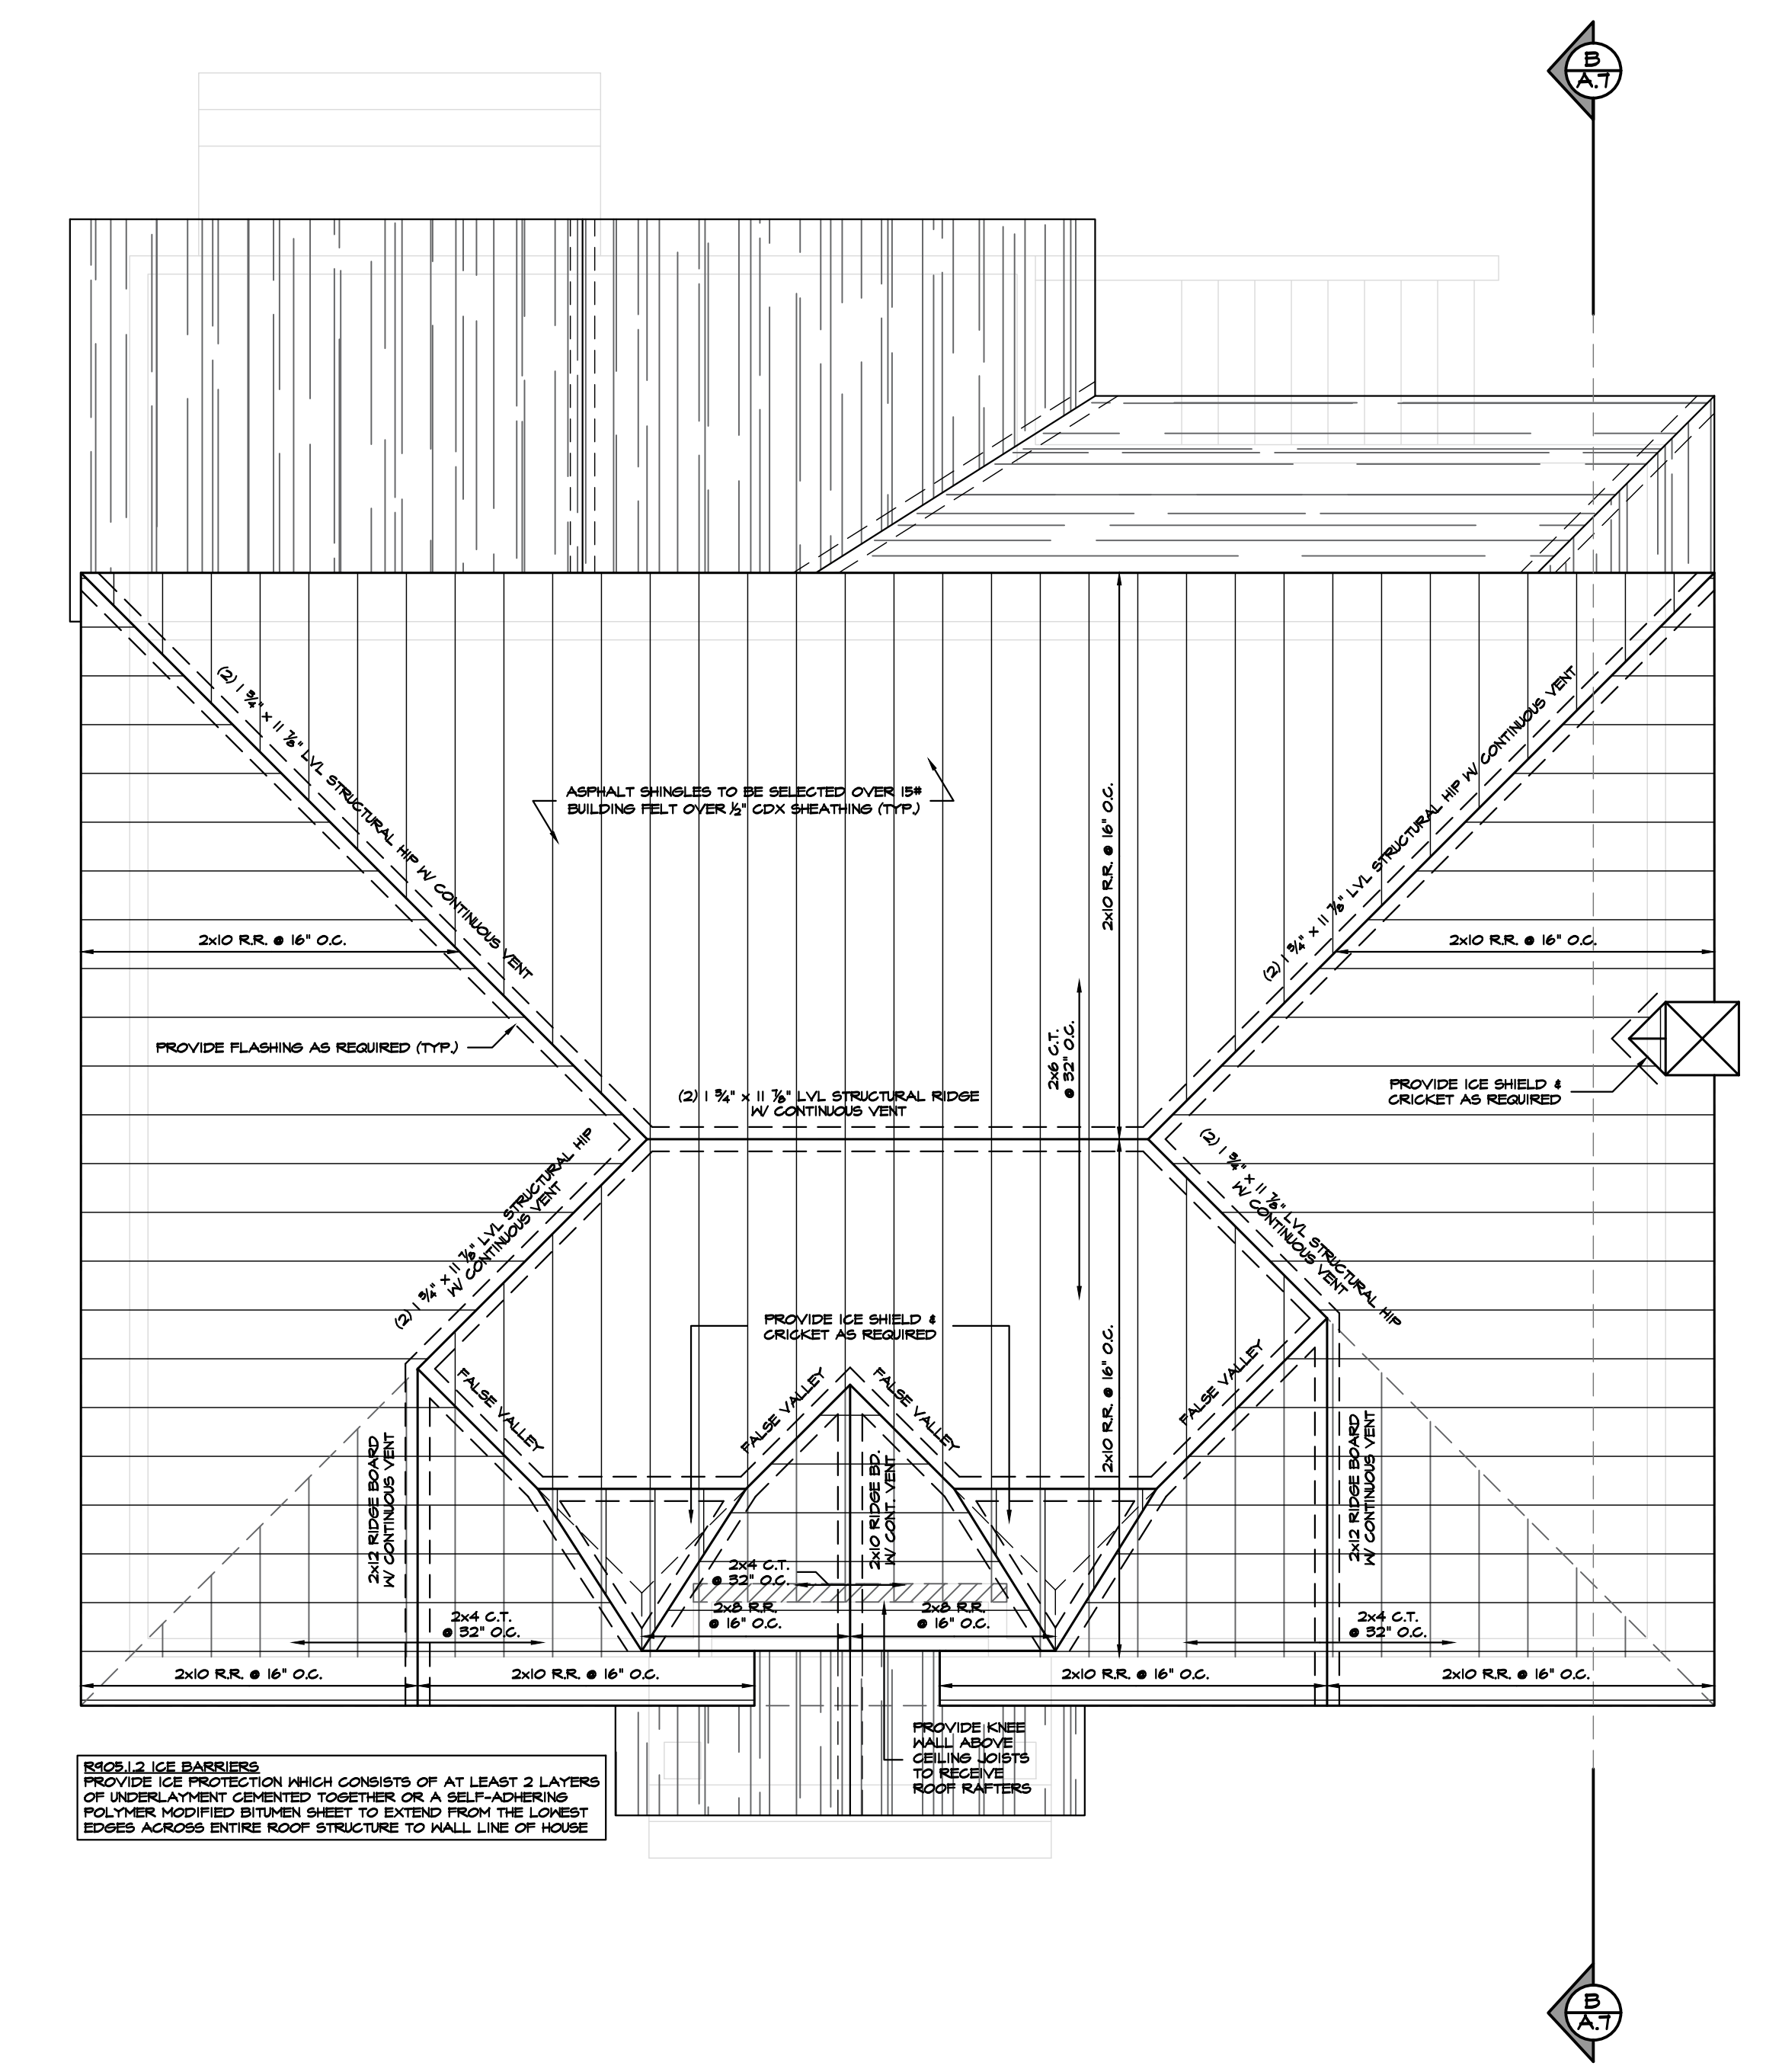 B
A.7
(2) 1 ¾" x 11 ⅞" LVL STRUCTURAL HIP W/ CONTINUOUS VENT
(2) 1 ¾" x 11 ⅞" LVL STRUCTURAL HIP W/ CONTINUOUS VENT
ASPHALT SHINGLES TO BE SELECTED OVER 15#
BUILDING FELT OVER ½" CDX SHEATHING (TYP.)
2x10 R.R. @ 16" O.C.
2x10 R.R. @ 16" O.C.
2x10 R.R. @ 16" O.C.
PROVIDE FLASHING AS REQUIRED (TYP.)
2x6 C.T.
@ 32" O.C.
PROVIDE ICE SHIELD &
CRICKET AS REQUIRED
(2) 1 ¾" x 11 ⅞" LVL STRUCTURAL RIDGE
W/ CONTINUOUS VENT
(2) 1 ¾" x 11 ⅞" LVL STRUCTURAL HIP
W/ CONTINUOUS VENT
(2) 1 ¾" x 11 ⅞" LVL STRUCTURAL HIP
W/ CONTINUOUS VENT
PROVIDE ICE SHIELD &
CRICKET AS REQUIRED
2x10 R.R. @ 16" O.C.
FALSE VALLEY
FALSE VALLEY
FALSE VALLEY
FALSE VALLEY
2x12 RIDGE BOARD
W/ CONTINUOUS VENT
2x10 RIDGE BD.
W/ CONT. VENT
2x12 RIDGE BOARD
W/ CONTINUOUS VENT
2x4 C.T.
@ 32" O.C.
2x8 R.R.
@ 16" O.C.
2x8 R.R.
@ 16" O.C.
2x4 C.T.
@ 32" O.C.
2x4 C.T.
@ 32" O.C.
2x10 R.R. @ 16" O.C.
2x10 R.R. @ 16" O.C.
2x10 R.R. @ 16" O.C.
2x10 R.R. @ 16" O.C.
PROVIDE KNEE
WALL ABOVE
CEILING JOISTS
TO RECEIVE
ROOF RAFTERS
R905.1.2 ICE BARRIERS
PROVIDE ICE PROTECTION WHICH CONSISTS OF AT LEAST 2 LAYERS
OF UNDERLAYMENT CEMENTED TOGETHER OR A SELF-ADHERING
POLYMER MODIFIED BITUMEN SHEET TO EXTEND FROM THE LOWEST
EDGES ACROSS ENTIRE ROOF STRUCTURE TO WALL LINE OF HOUSE
B
A.7